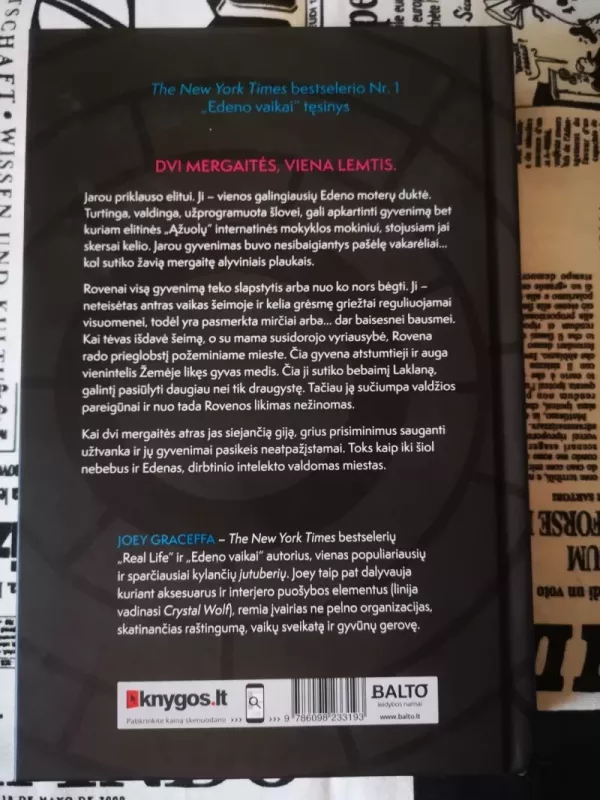 The New York Times bestselerio Nr. 1
„Edeno vaikai" tęsinys
DVI MERGAITĖS, VIENA LEMTIS.
Jarou priklauso elitui. Ji – vienos galingiausių Edeno moterų duktė.
Turtinga, valdinga, užprogramuota šlovei, gali apkartinti gyvenimą bet
kuriam elitinės „Ąžuolų" internatinės mokyklos mokiniui, stojusiam jai
skersai kelio. Jarou gyvenimas buvo nesibaigiantys pašėlę vakarėliai...
kol sutiko žavią mergaitę alyviniais plaukais.
Rovenai visą gyvenimą teko slapstytis arba nuo ko nors bėgti. Ji –
neteisėtas antras vaikas šeimoje ir kelia grėsmę griežtai reguliuojamai
visuomenei, todėl yra pasmerkta mirčiai arba... dar baisesnei bausmei.
Kai tėvas išdavė šeimą, o su mama susidorojo vyriausybė, Rovena
rado prieglobstį požeminiame mieste. Čia gyvena atstumtieji ir auga
vienintelis Žemėje likęs gyvas medis. Čia ji sutiko bebaimį Laklaną,
galintį pasiūlyti daugiau nei tik draugystę. Tačiau ją sučiumpa valdžios
pareigūnai ir nuo tada Rovenos likimas nežinomas.
Kai dvi mergaitės atras jas siejančią giją, grius prisiminimus sauganti
užtvanka ir jų gyvenimai pasikeis neatpažįstamai. Toks kaip iki šiol
nebebus ir Edenas, dirbtinio intelekto valdomas miestas.
JOEY GRACEFFA – The New York Times bestselerių
„Real Life" ir „Edeno vaikai" autorius, vienas populiariausių
ir sparčiausiai kylančių jutuberių. Joey taip pat dalyvauja
kuriant aksesuarus ir interjero puošybos elementus (linija
vadinasi Crystal Wolf), remia įvairias ne pelno organizacijas,
skatinančias raštingumą, vaikų sveikatą ir gyvūnų gerovę.
knygos.lt
Patikrinkite kainą skenuodami >>> >>>
9 786098 233193
BALTO
leidybos namai
www.balto.lt
TSCHAFT • WISSEN UND KULTU
FORSE
SARTORI
di un voto